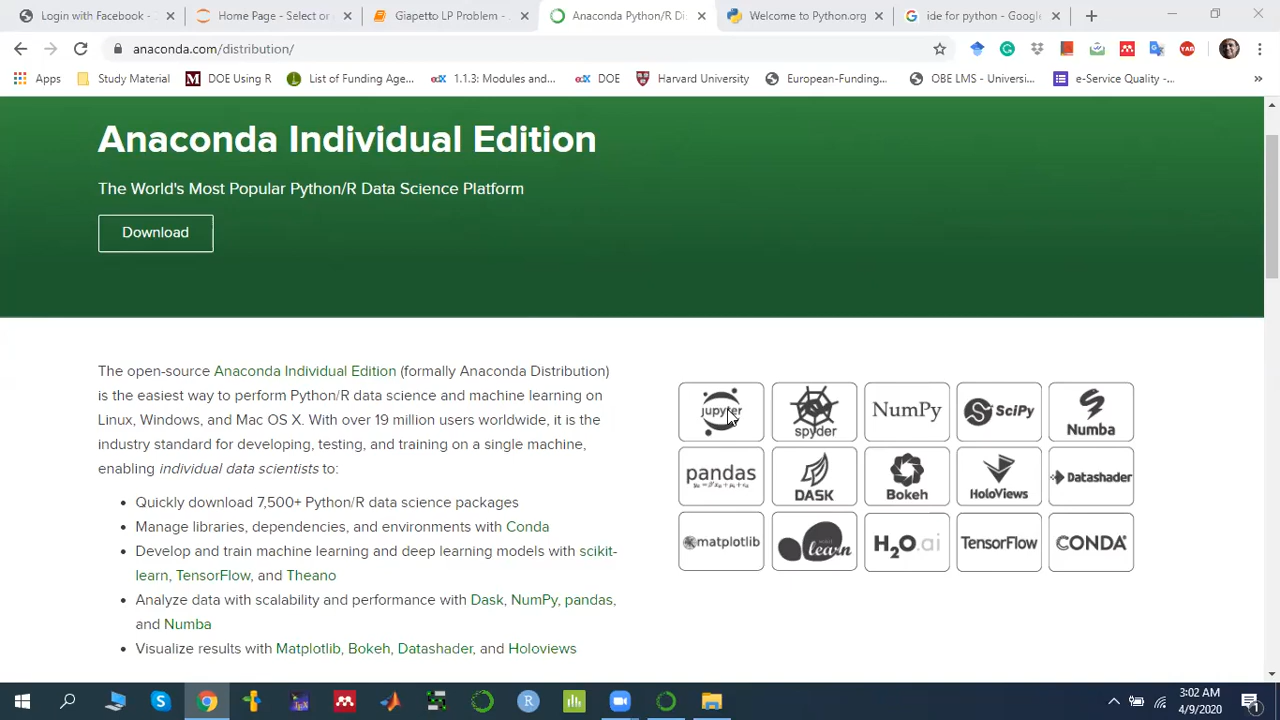 Login with Facebook -
Home Page - Select or
Giapetto LP Problem -
Anaconda Python/R Di
Welcome to Python.org
ide for python - Google
anaconda.com/distribution/
Apps
Study Material
DOE Using R
List of Funding Age...
1.1.3: Modules and...
DOE
Harvard University
European-Funding...
OBE LMS - Universi...
e-Service Quality -...
Anaconda Individual Edition
The World's Most Popular Python/R Data Science Platform
Download
The open-source Anaconda Individual Edition (formally Anaconda Distribution)
is the easiest way to perform Python/R data science and machine learning on
Linux, Windows, and Mac OS X. With over 19 million users worldwide, it is the
industry standard for developing, testing, and training on a single machine,
enabling individual data scientists to:
• Quickly download 7,500+ Python/R data science packages
• Manage libraries, dependencies, and environments with Conda
• Develop and train machine learning and deep learning models with scikit-
learn, TensorFlow, and Theano
• Analyze data with scalability and performance with Dask, NumPy, pandas,
and Numba
• Visualize results with Matplotlib, Bokeh, Datashader, and Holoviews
jupyter
spyder
NumPy
SciPy
Numba
pandas
DASK
Bokeh
HoloViews
Datashader
matplotlib
learn
H2O.ai
TensorFlow
CONDA
3:02 AM
4/9/2020